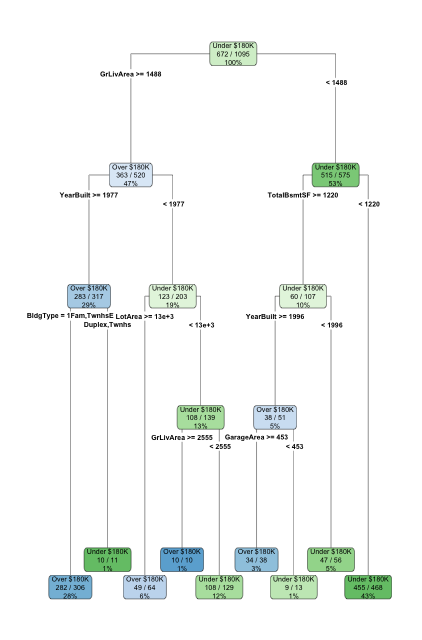 Under $180K
672 / 1095
100%
GrLivArea >= 1488
< 1488
Over $180K
363 / 520
47%
Under $180K
515 / 575
53%
YearBuilt >= 1977
< 1977
TotalBsmtSF >= 1220
< 1220
Over $180K
283 / 317
29%
Under $180K
123 / 203
19%
Under $180K
60 / 107
10%
BldgType = 1Fam,TwnhsE
Duplex,Twnhs
LotArea >= 13e+3
< 13e+3
YearBuilt >= 1996
< 1996
Under $180K
108 / 139
13%
Over $180K
38 / 51
5%
GrLivArea >= 2555
< 2555
GarageArea >= 453
< 453
Under $180K
10 / 11
1%
Over $180K
10 / 10
1%
Over $180K
34 / 38
3%
Under $180K
47 / 56
5%
Over $180K
282 / 306
28%
Over $180K
49 / 64
6%
Under $180K
108 / 129
12%
Under $180K
9 / 13
1%
Under $180K
455 / 468
43%